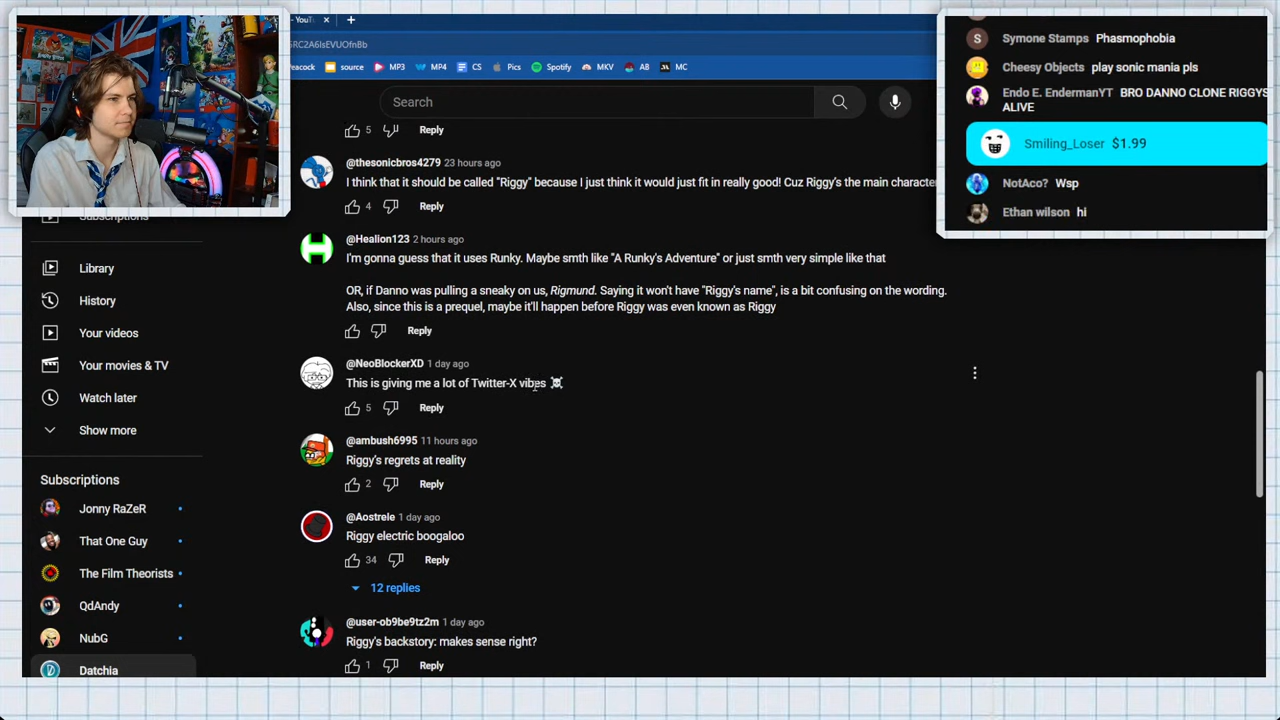 - YouTu
RC2A6IsEVUOfnBb
eacock
source
MP3
MP4
CS
Pics
Spotify
MKV
AB
MC
Search
5
Reply
@thesonicbros4279 23 hours ago
I think that it should be called "Riggy" because I just think it would just fit in really good! Cuz Riggy's the main character
4
Reply
@Healion123 2 hours ago
I'm gonna guess that it uses Runky. Maybe smth like "A Runky's Adventure" or just smth very simple like that
OR, if Danno was pulling a sneaky on us, Rigmund. Saying it won't have "Riggy's name", is a bit confusing on the wording.
Also, since this is a prequel, maybe it'll happen before Riggy was even known as Riggy
Reply
@NeoBlockerXD 1 day ago
This is giving me a lot of Twitter-X vibes ☠
5
Reply
@ambush6995 11 hours ago
Riggy's regrets at reality
2
Reply
@Aostrele 1 day ago
Riggy electric boogaloo
34
Reply
12 replies
@user-ob9be9tz2m 1 day ago
Riggy's backstory: makes sense right?
1
Reply
Subscriptions
Library
History
Your videos
Your movies & TV
Watch later
Show more
Subscriptions
Jonny RaZeR
That One Guy
The Film Theorists
QdAndy
NubG
Datchia
Symone Stamps Phasmophobia
Cheesy Objects play sonic mania pls
Endo E. EndermanYT BRO DANNO CLONE RIGGYS
ALIVE
Smiling_Loser $1.99
NotAco? Wsp
Ethan wilson hi